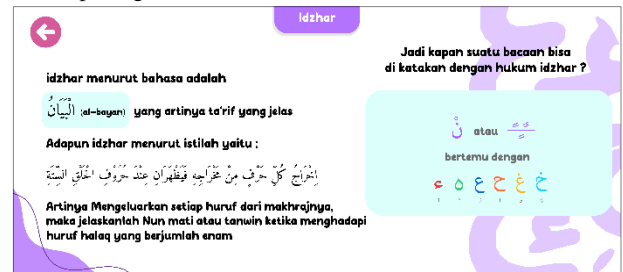 Idzhar
idzhar menurut bahasa adalah
الْبَيَانُ (al-bayan) yang artinya ta'rif yang jelas
Adapun idzhar menurut istilah yaitu :
إِخْرَاجُ كُلِّ حَرْفٍ مِنْ مَخْرَاجِهِ فَيَظْهَرَانِ عِنْدَ حُرُوْفِ الْحَلْقِ السِّتَّةِ
Artinya Mengeluarkan setiap huruf dari makhrajnya,
maka jelaskanlah Nun mati atau tanwin ketika menghadapi
huruf halaq yang berjumlah enam
Jadi kapan suatu bacaan bisa
di katakan dengan hukum idzhar ?
atau
bertemu dengan
خ غ ح ع ه ء